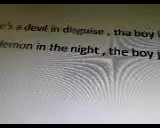 e's a devil in disguise , tha boy
demon in the night , the boy